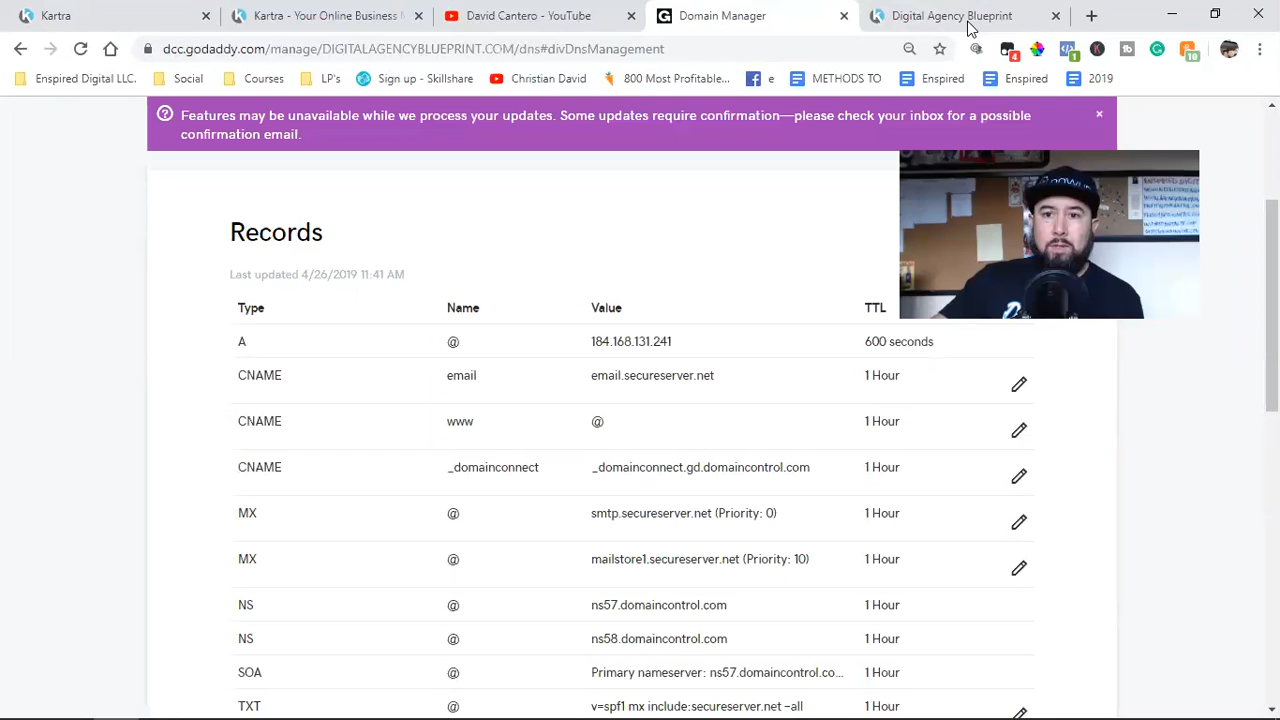 Kartra
Kartra - Your Online Business
David Cantero - YouTube
Domain Manager
Digital Agency Blueprint
dcc.godaddy.com/manage/DIGITALAGENCYBLUEPRINT.COM/dns#divDnsManagement
4
1
10
Enspired Digital LLC.
Social
Courses
LP's
Sign up - Skillshare
Christian David
800 Most Profitable...
e
METHODS TO
Enspired
Enspired
2019
Features may be unavailable while we process your updates. Some updates require confirmation—please check your inbox for a possible
confirmation email.
Records
Last updated 4/26/2019 11:41 AM
Type Name Value TTL
A @ 184.168.131.241 600 seconds
CNAME email email.secureserver.net 1 Hour
CNAME www @ 1 Hour
CNAME _domainconnect _domainconnect.gd.domaincontrol.com 1 Hour
MX @ smtp.secureserver.net (Priority: 0) 1 Hour
MX @ mailstore1.secureserver.net (Priority: 10) 1 Hour
NS @ ns57.domaincontrol.com 1 Hour
NS @ ns58.domaincontrol.com 1 Hour
SOA @ Primary nameserver: ns57.domaincontrol.co... 1 Hour
TXT @ v=spf1 mx include:secureserver.net -all 1 Hour